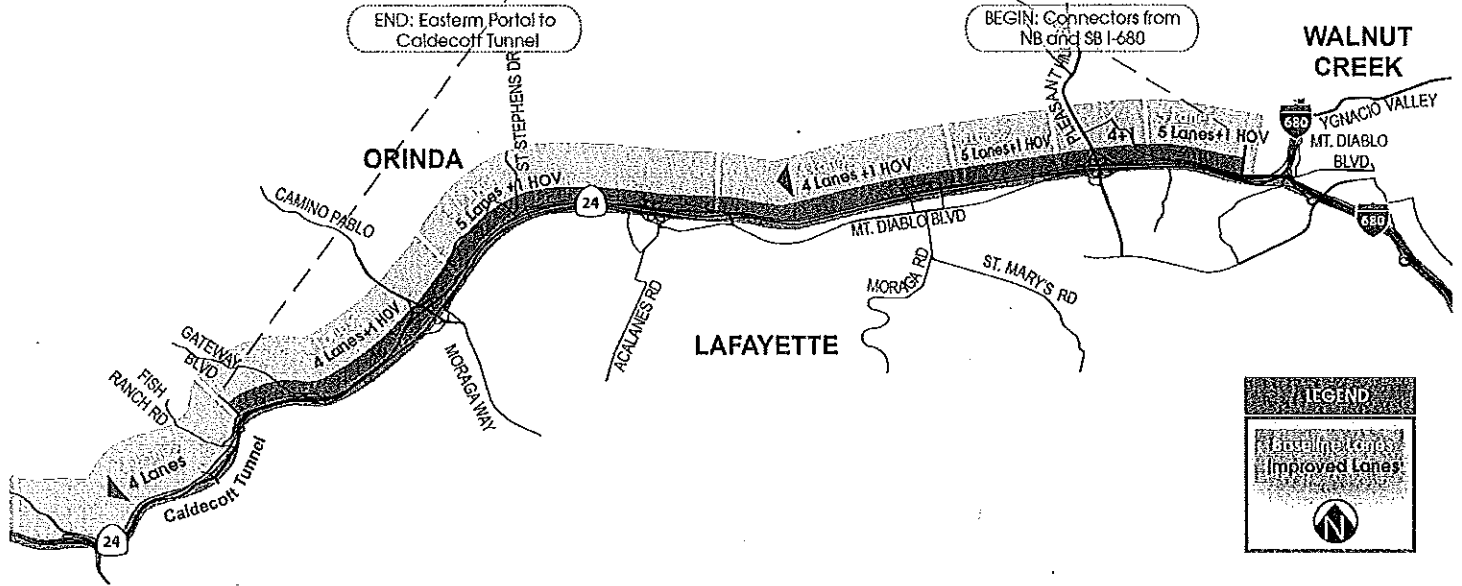 END: Eastern Portal to
Caldecott Tunnel
BEGIN: Connectors from
NB and SB I-680
WALNUT
CREEK
680
YGNACIO VALLEY
MT. DIABLO
BLVD
680
PLEASANT
5 Lanes+1 HOV
4+1
5 Lanes+1 HOV
4 Lanes +1 HOV
MT. DIABLO BLVD
ST STEPHENS DR
ORINDA
5 Lanes +1 HOV
24
CAMINO PABLO
4 Lanes+1 HOV
GATEWAY
BLVD
FISH
RANCH RD
MORAGA WAY
ACALANES RD
MORAGA RD
ST. MARY'S RD
LAFAYETTE
4 Lanes
Caldecott Tunnel
24
LEGEND
Baseline Lanes
Improved Lanes
N